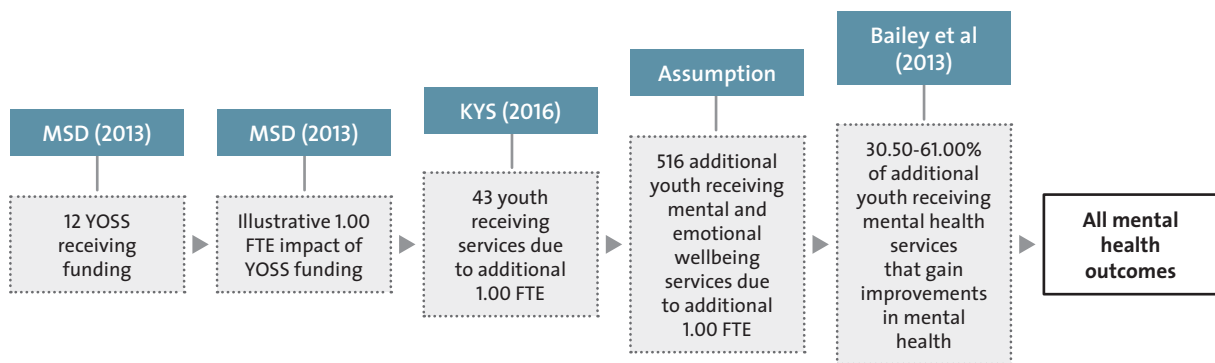 MSD (2013)
12 YOSS
receiving
funding
MSD (2013)
Illustrative 1.00
FTE impact of
YOSS funding
KYS (2016)
43 youth
receiving
services due
to additional
1.00 FTE
Assumption
516 additional
youth receiving
mental and
emotional
wellbeing
services due to
additional
1.00 FTE
Bailey et al
(2013)
30.50-61.00%
of additional
youth receiving
mental health
services
that gain
improvements
in mental
health
All mental
health
outcomes